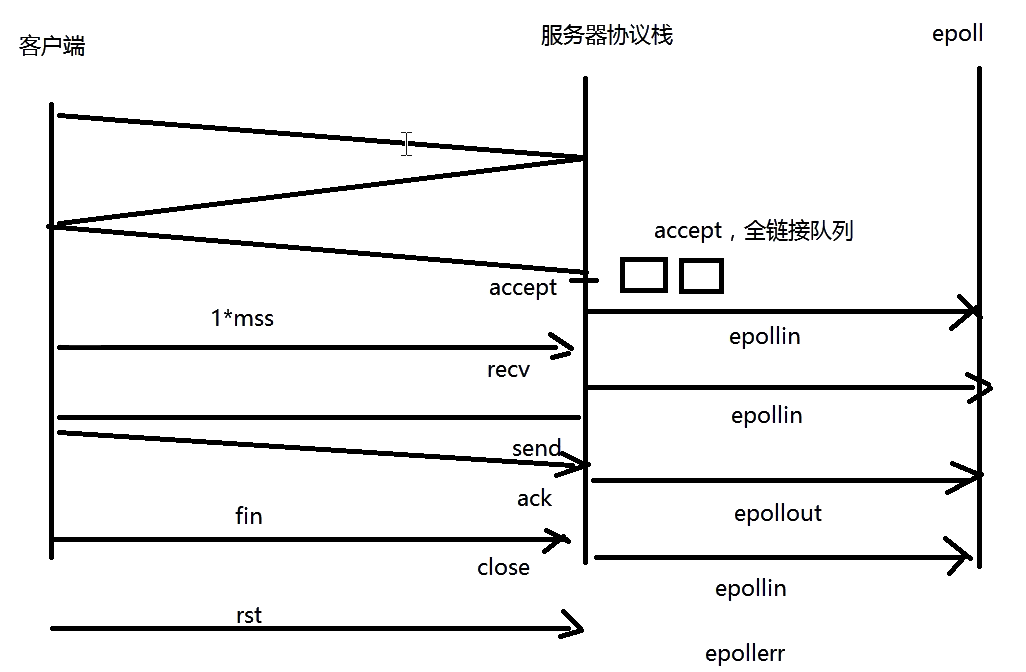 客户端
服务器协议栈
epoll
accept，全链接队列
accept
1*mss
epollin
recv
epollin
send
ack
epollout
fin
close
epollin
rst
epollerr